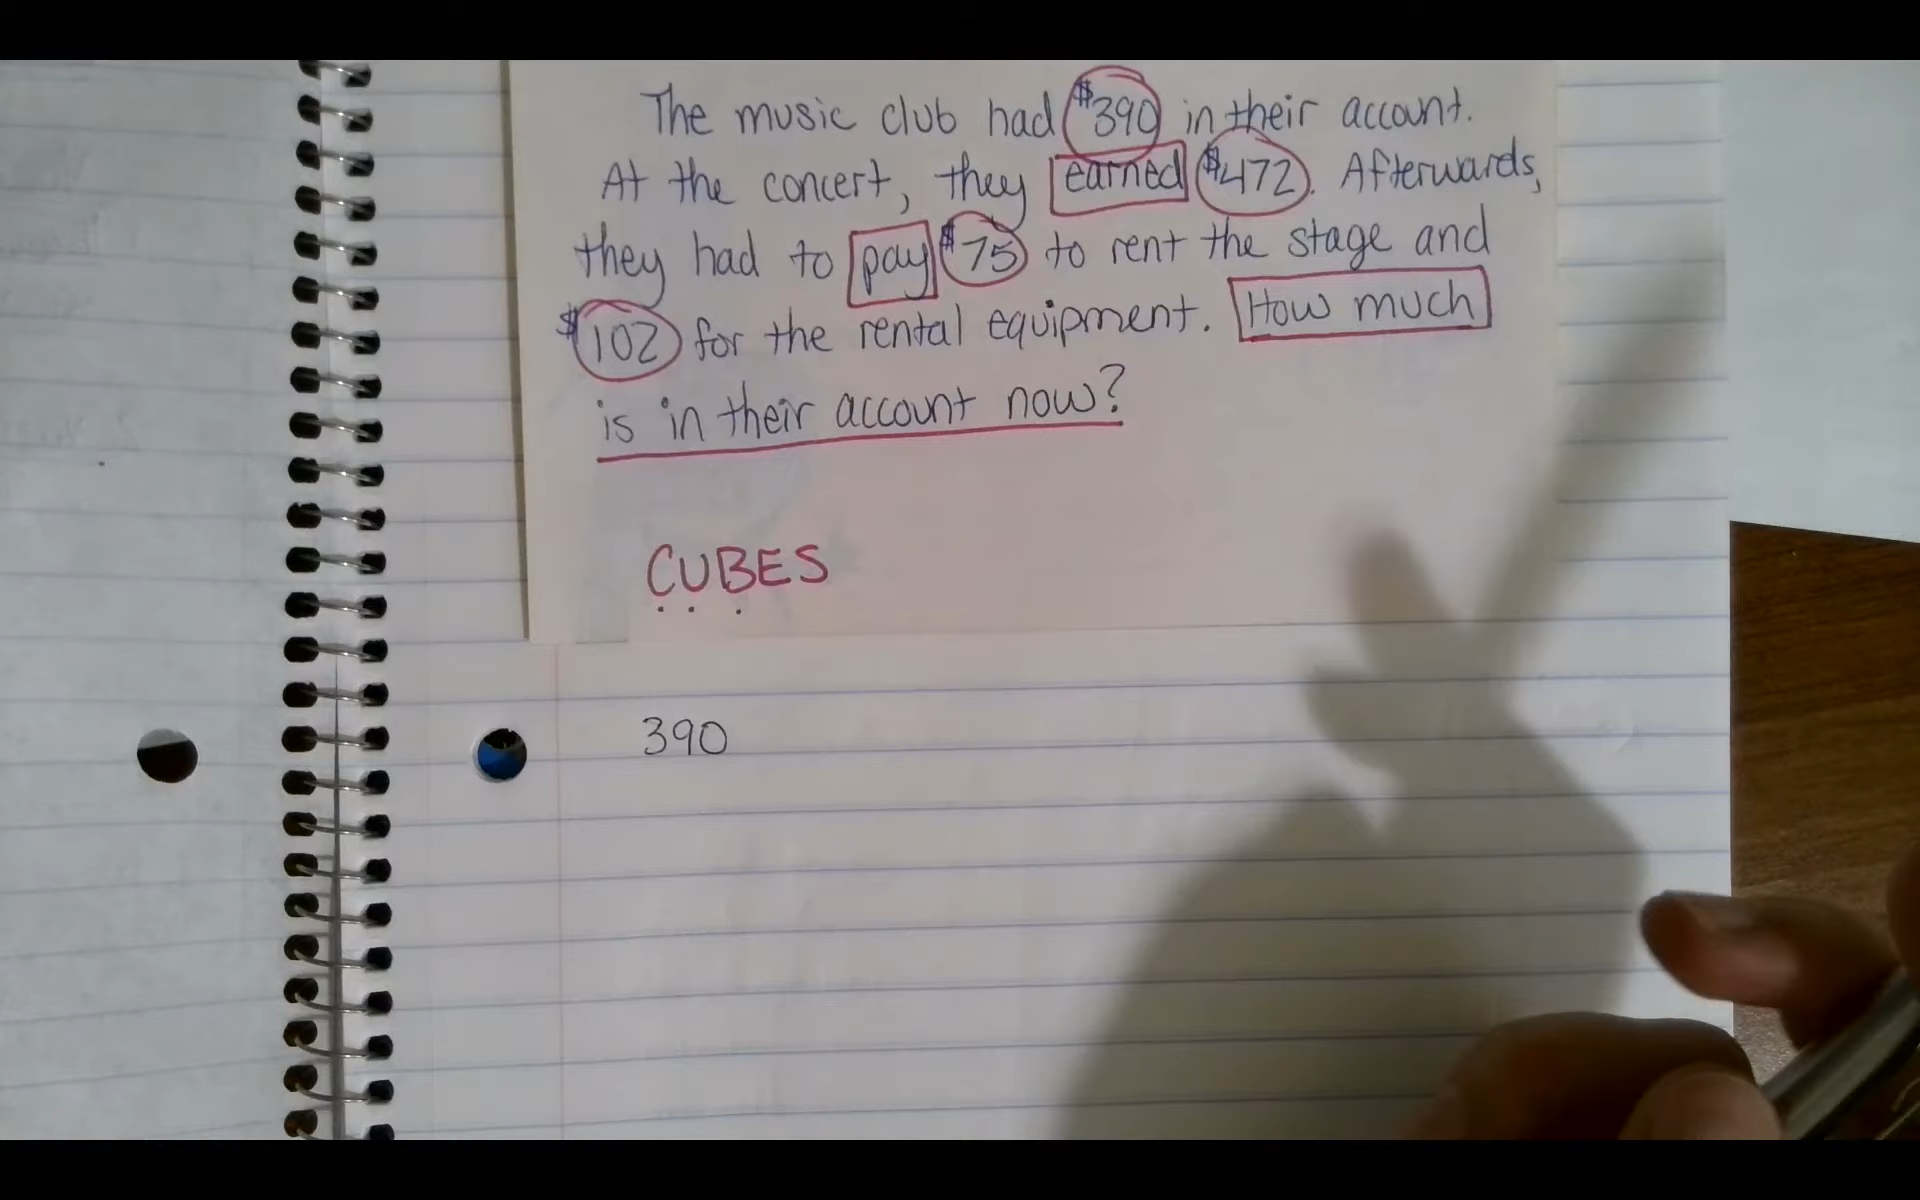 The music club had $390 in their account.
At the concert, they earned $472. Afterwards,
they had to pay $75 to rent the stage and
$102 for the rental equipment. How much
is in their account now?
CUBES
390